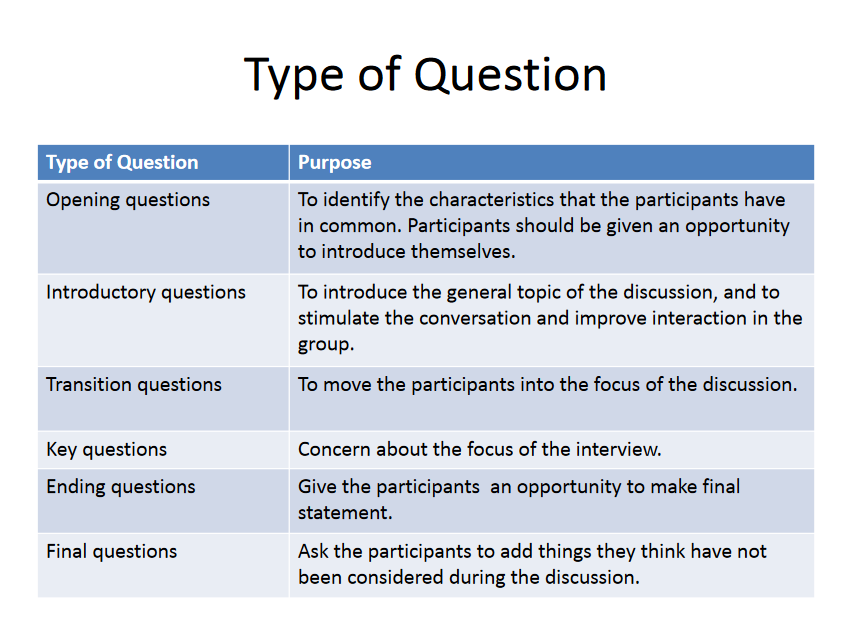 Type of Question
Type of Question
Purpose
Opening questions
To identify the characteristics that the participants have
in common. Participants should be given an opportunity
to introduce themselves.
Introductory questions
To introduce the general topic of the discussion, and to
stimulate the conversation and improve interaction in the
group.
Transition questions
To move the participants into the focus of the discussion.
Key questions
Concern about the focus of the interview.
Ending questions
Give the participants  an opportunity to make final
statement.
Final questions
Ask the participants to add things they think have not
been considered during the discussion.